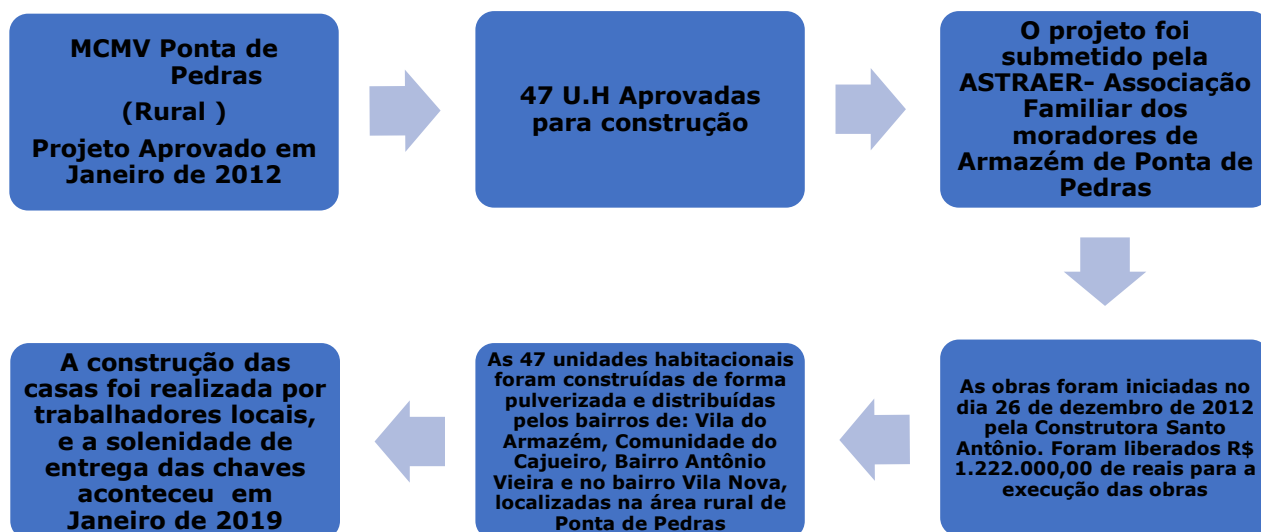 MCMV Ponta de
Pedras
(Rural )
Projeto Aprovado em
Janeiro de 2012
47 U.H Aprovadas
para construção
O projeto foi
submetido pela
ASTRAER- Associação
Familiar dos
moradores de
Armazém de Ponta de
Pedras
As obras foram iniciadas no
dia 26 de dezembro de 2012
pela Construtora Santo
Antônio. Foram liberados R$
1.222.000,00 de reais para a
execução das obras
As 47 unidades habitacionais
foram construídas de forma
pulverizada e distribuídas
pelos bairros de: Vila do
Armazém, Comunidade do
Cajueiro, Bairro Antônio
Vieira e no bairro Vila Nova,
localizadas na área rural de
Ponta de Pedras
A construção das
casas foi realizada por
trabalhadores locais,
e a solenidade de
entrega das chaves
aconteceu em
Janeiro de 2019